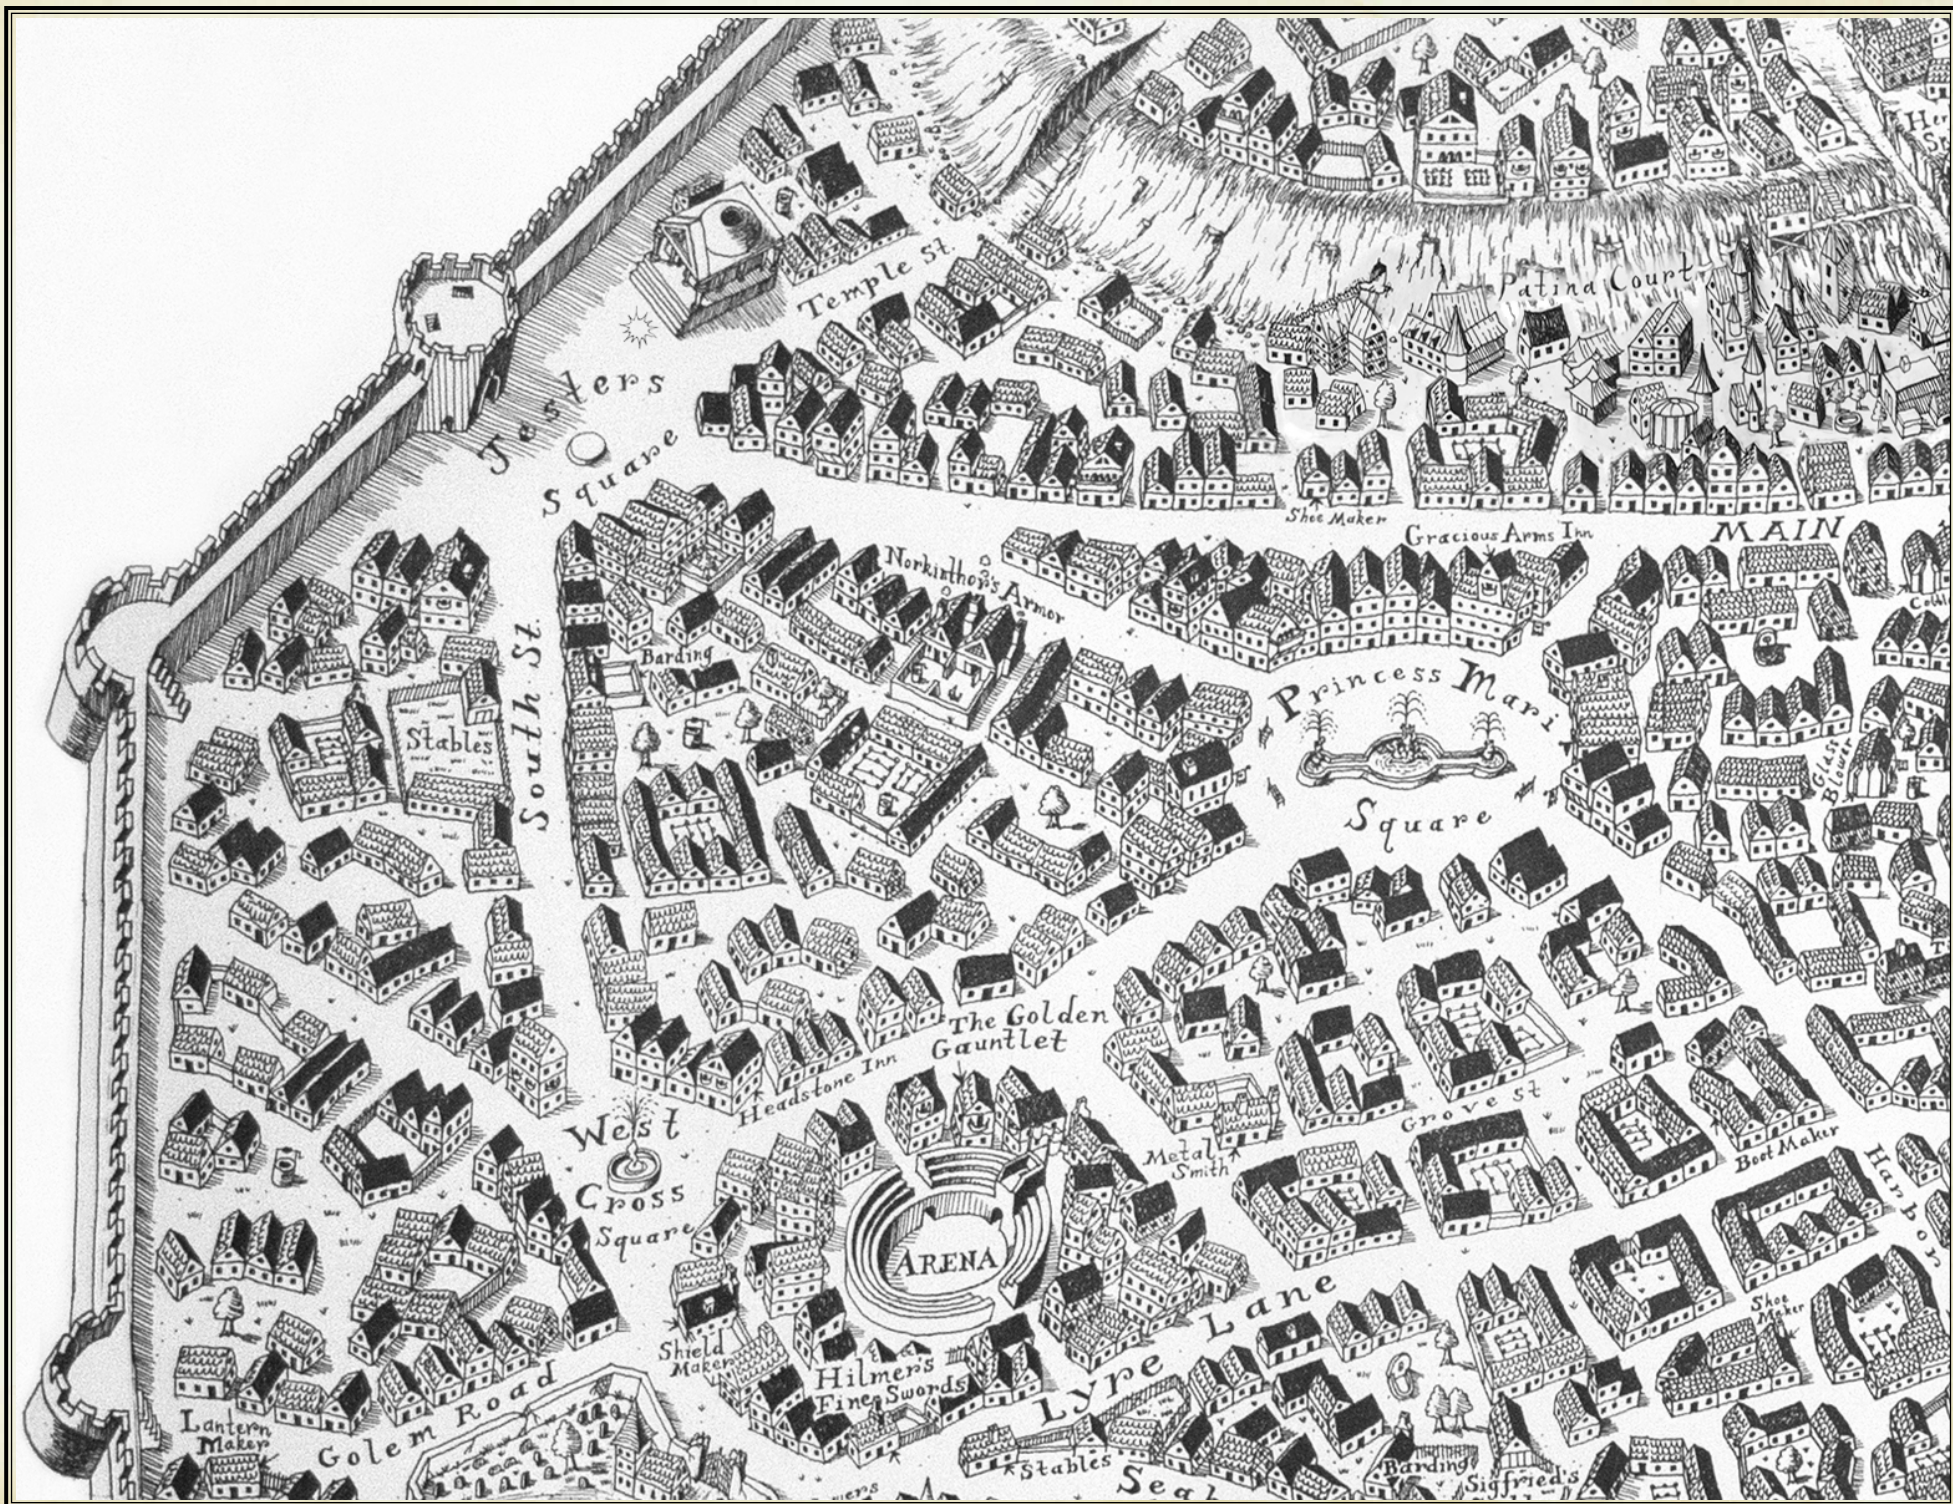 Patina Court
Temple St.
Jesters
Square
Shoe Maker
Gracious Arms Inn
MAIN
Norkinthor's Armor
South St.
Barding
Stables
Princess Mari
Square
Glass
Blower
The Golden
Gauntlet
Headstone Inn
West
Cross
Square
Grove St
Metal
Smith
Boot Maker
Harbor
ARENA
Lyre Lane
Shoe
Maker
Shield
Maker
Hilmer's
Fine Swords
Golem Road
Lantern
Maker
Stables
Barding
Sigfried's